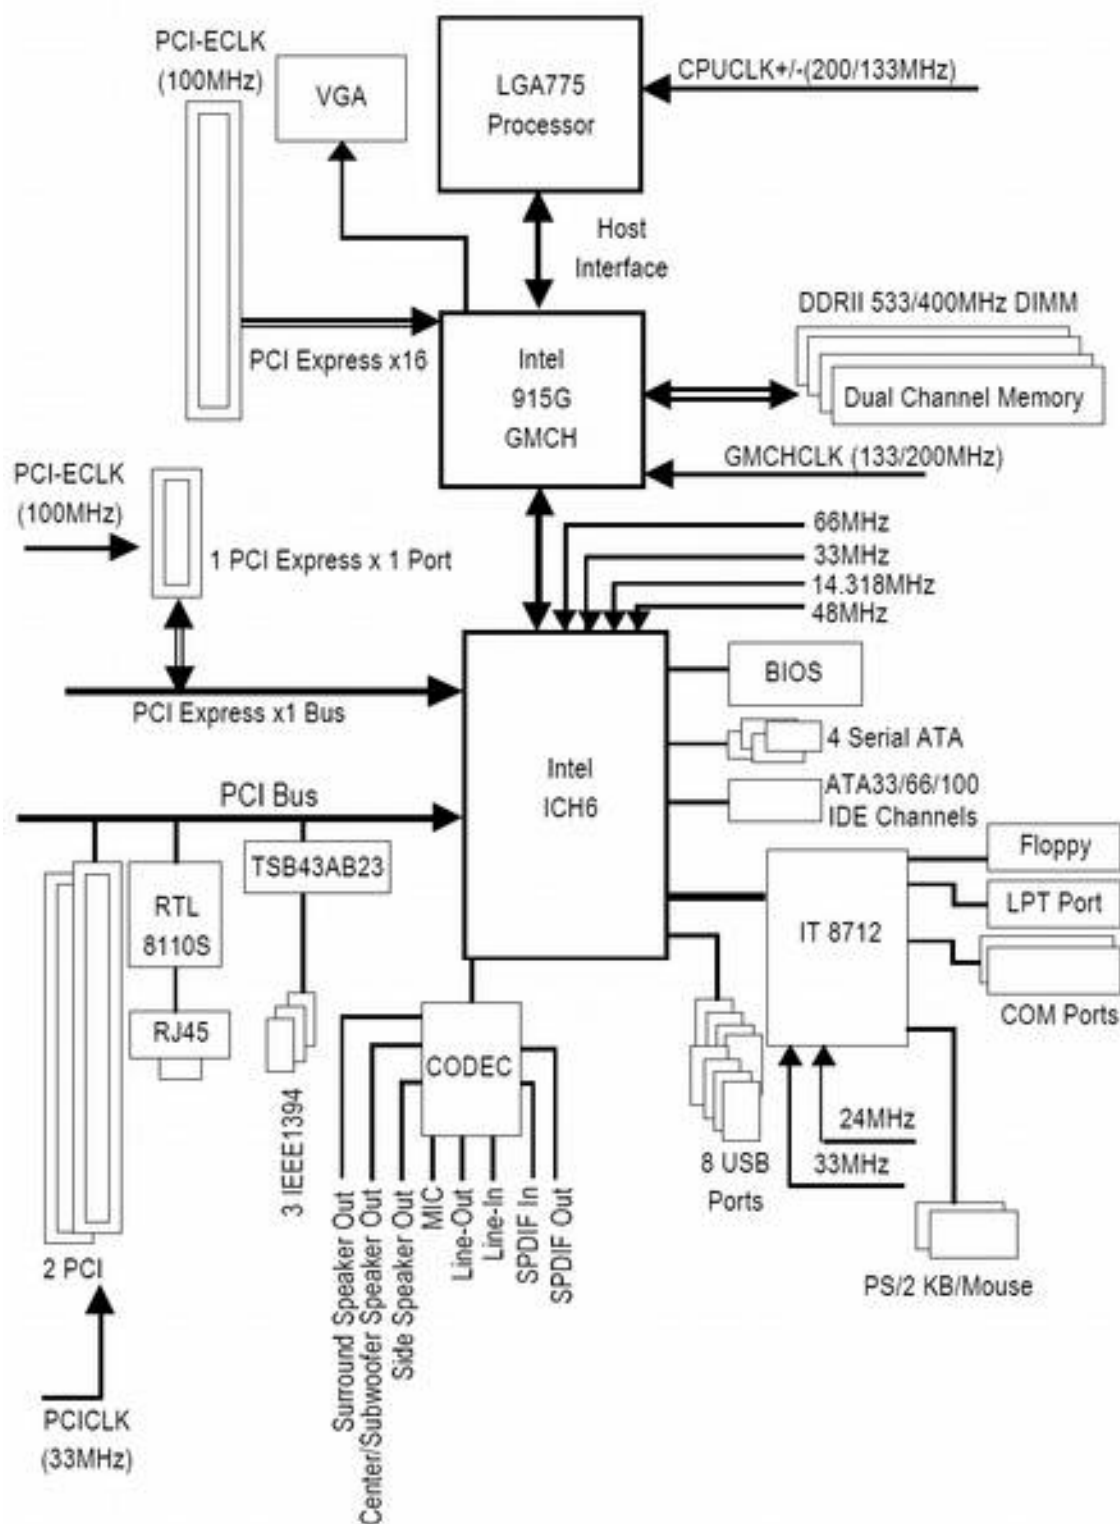 PCI-ECLK
(100MHz)
VGA
LGA775
Processor
CPUCLK+/-(200/133MHz)
Host
Interface
DDRII 533/400MHz DIMM
PCI Express x16
Intel
915G
GMCH
Dual Channel Memory
GMCHCLK (133/200MHz)
PCI-ECLK
(100MHz)
1 PCI Express x 1 Port
66MHz
33MHz
14.318MHz
48MHz
PCI Express x1 Bus
BIOS
4 Serial ATA
Intel
ICH6
ATA33/66/100
IDE Channels
PCI Bus
TSB43AB23
RTL
8110S
RJ45
IT 8712
Floppy
LPT Port
COM Ports
CODEC
3 IEEE1394
24MHz
33MHz
8 USB
Ports
PS/2 KB/Mouse
2 PCI
Surround Speaker Out
Center/Subwoofer Speaker Out
Side Speaker Out
MIC
Line-Out
Line-In
SPDIF In
SPDIF Out
PCICLK
(33MHz)